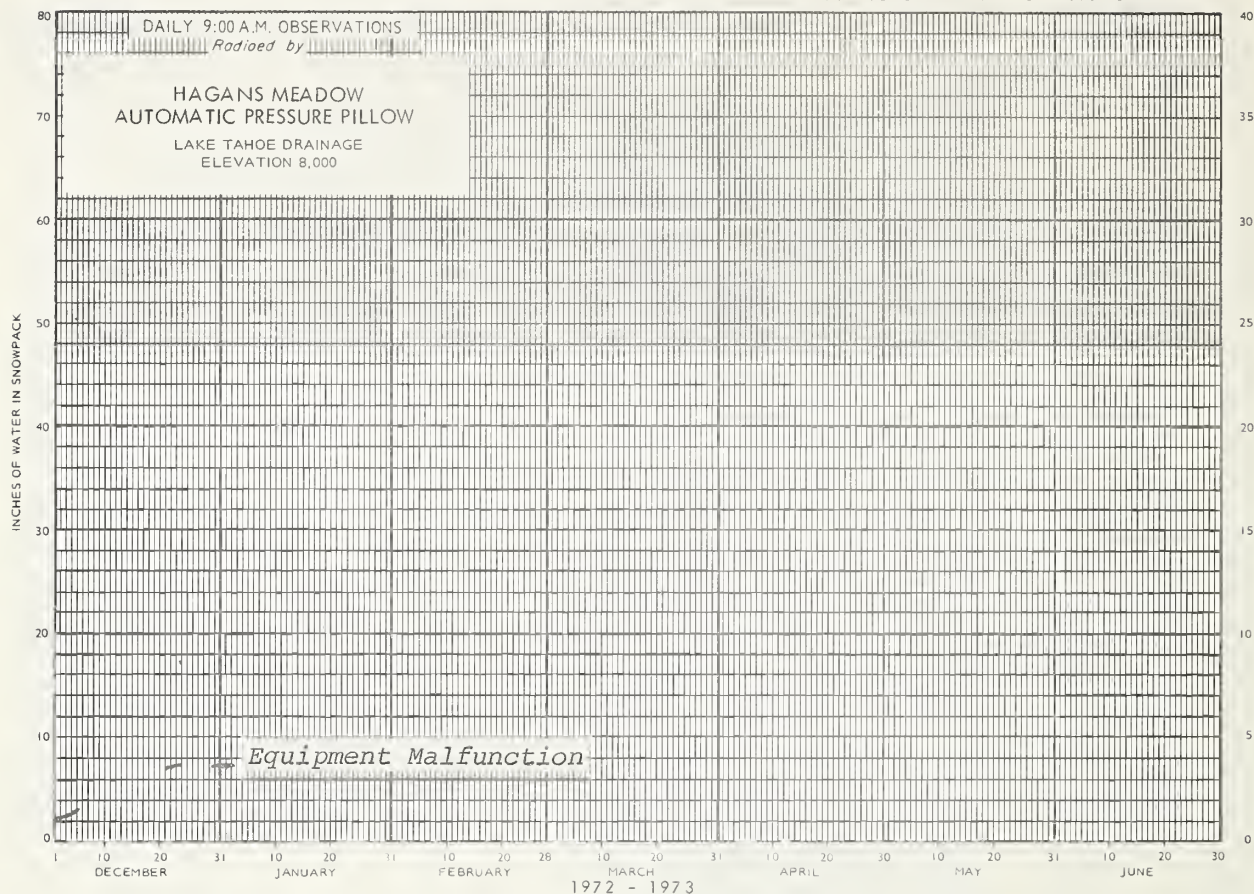 DAILY 9:00 A.M. OBSERVATIONS
Radioed by
HAGANS MEADOW
AUTOMATIC PRESSURE PILLOW
LAKE TAHOE DRAINAGE
ELEVATION 8,000
80 40
70 35
60 30
50 25
40 20
30 15
20 10
10 5
0 0
INCHES OF WATER IN SNOWPACK
Equipment Malfunction
1 10 20 31 10 20 31 10 20 28 10 20 31 10 20 30 10 20 31 10 20 30
DECEMBER JANUARY FEBRUARY MARCH APRIL MAY JUNE
1972 - 1973